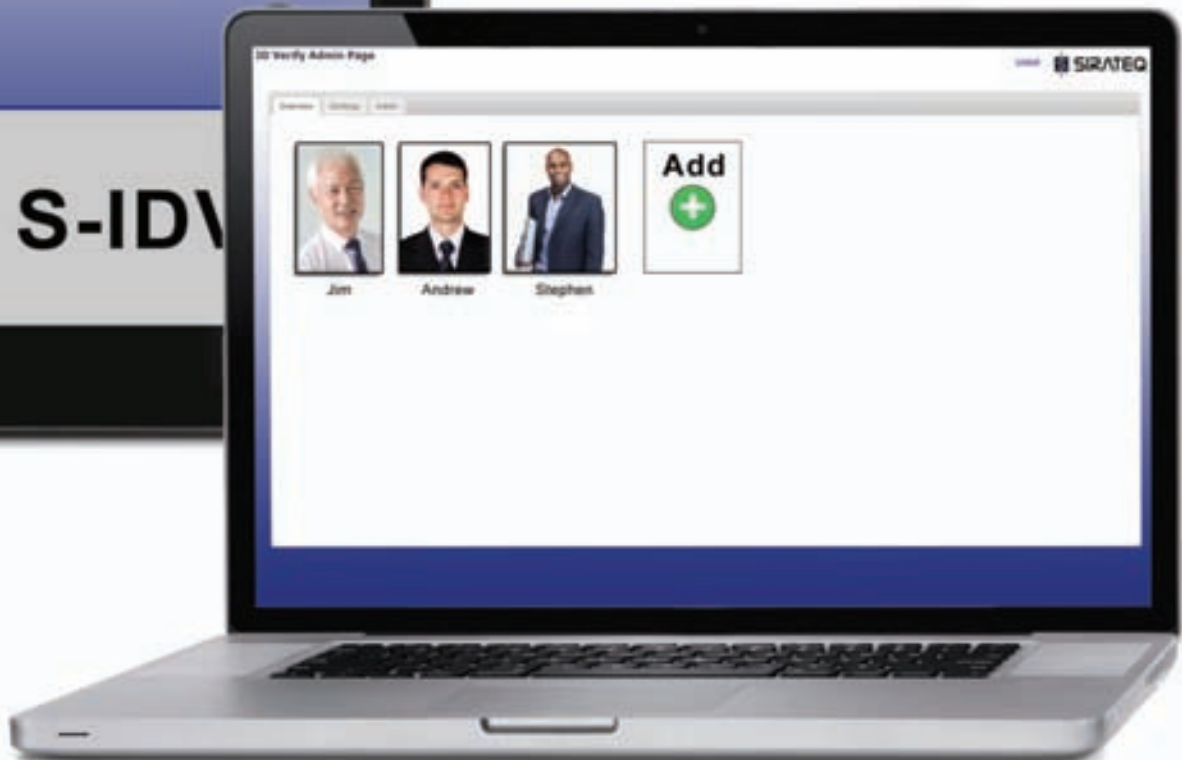 ID Verify Admin Page
SIRATEQ
Add
Jim Andrew Stephen
S-IDV